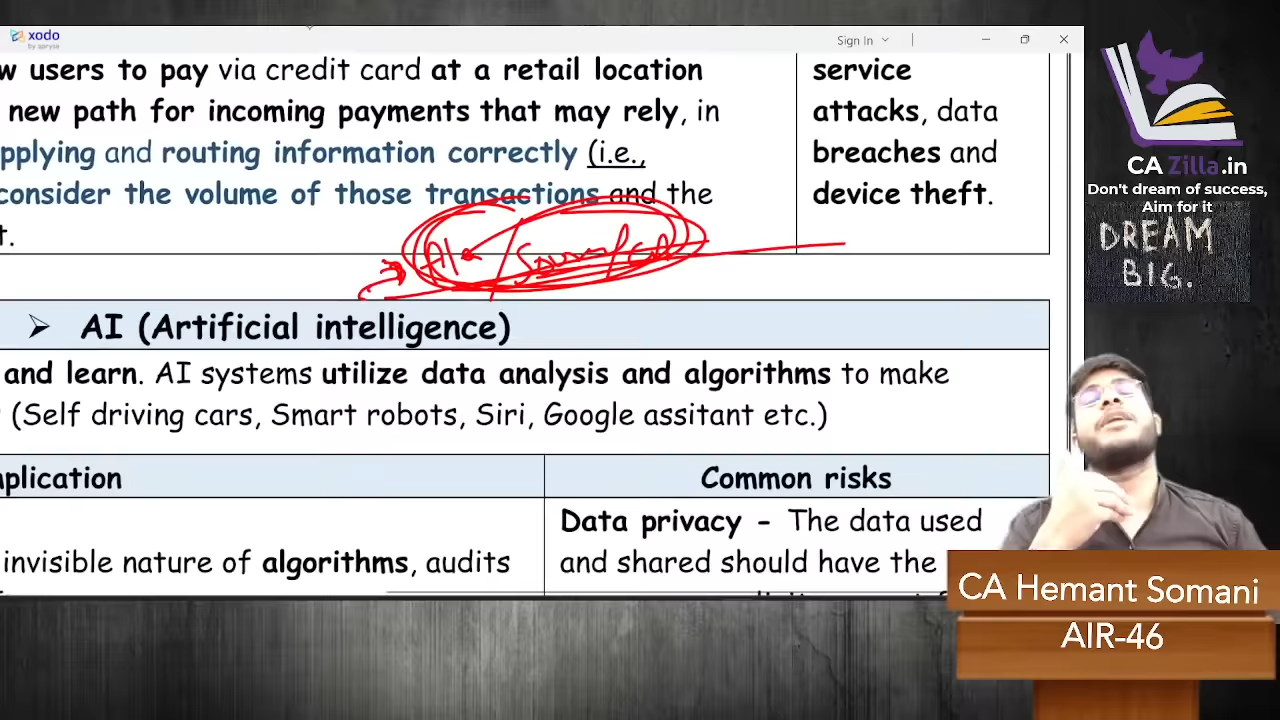 xodo
by apryse
Sign In
w users to pay via credit card at a retail location
new path for incoming payments that may rely, in
pplying and routing information correctly (i.e.,
consider the volume of those transactions and the
t.
service
attacks, data
breaches and
device theft.
AI (Artificial intelligence)
and learn. AI systems utilize data analysis and algorithms to make
(Self driving cars, Smart robots, Siri, Google assitant etc.)
plication
Common risks
invisible nature of algorithms, audits
Data privacy - The data used
and shared should have the
CA Zilla.in
Don't dream of success,
Aim for it
DREAM
BIG.
CA Hemant Somani
AIR-46